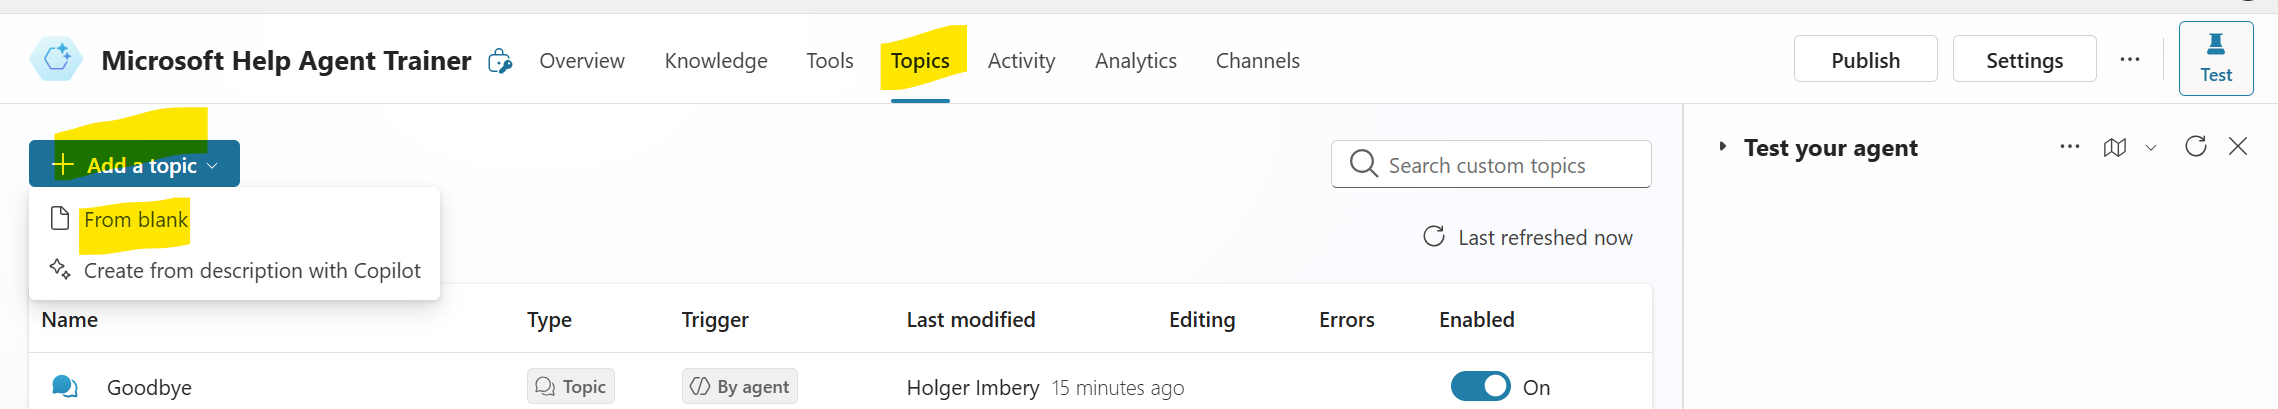 Microsoft Help Agent Trainer Overview Knowledge Tools Topics Activity Analytics Channels Publish Settings ... Test
Add a topic
Search custom topics
Test your agent ...
From blank
Last refreshed now
Create from description with Copilot
Name Type Trigger Last modified Editing Errors Enabled
Goodbye Topic By agent Holger Imbery 15 minutes ago On